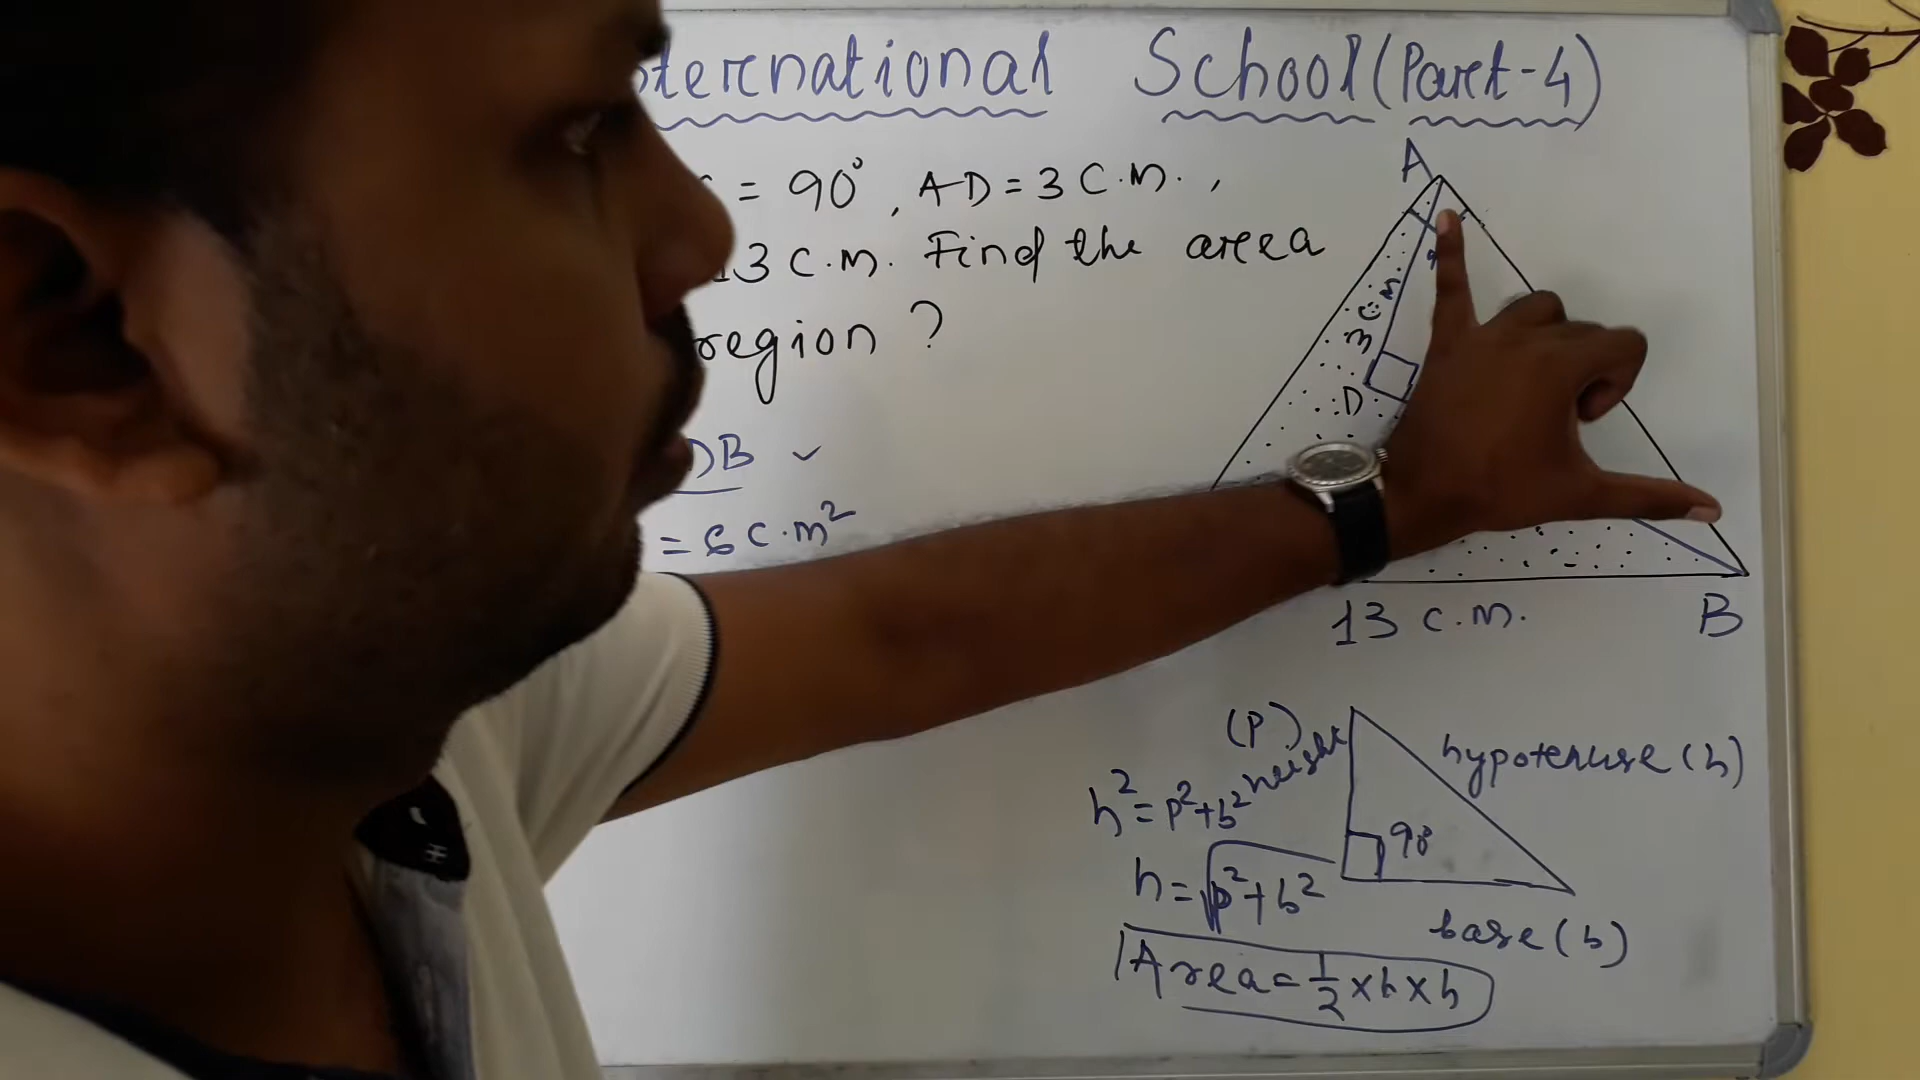 School (Part-4)
= 90°, AD = 3 C.M.,
13 C.M. Find the area
region ?
DB ✓
= 6 C.m²
A
3 C.M
D
13 C.M.
B
(P)
height
hypotenuse (h)
h² = p² + b²
90°
h = √p² + b²
base (b)
Area = 1/2 × b × h